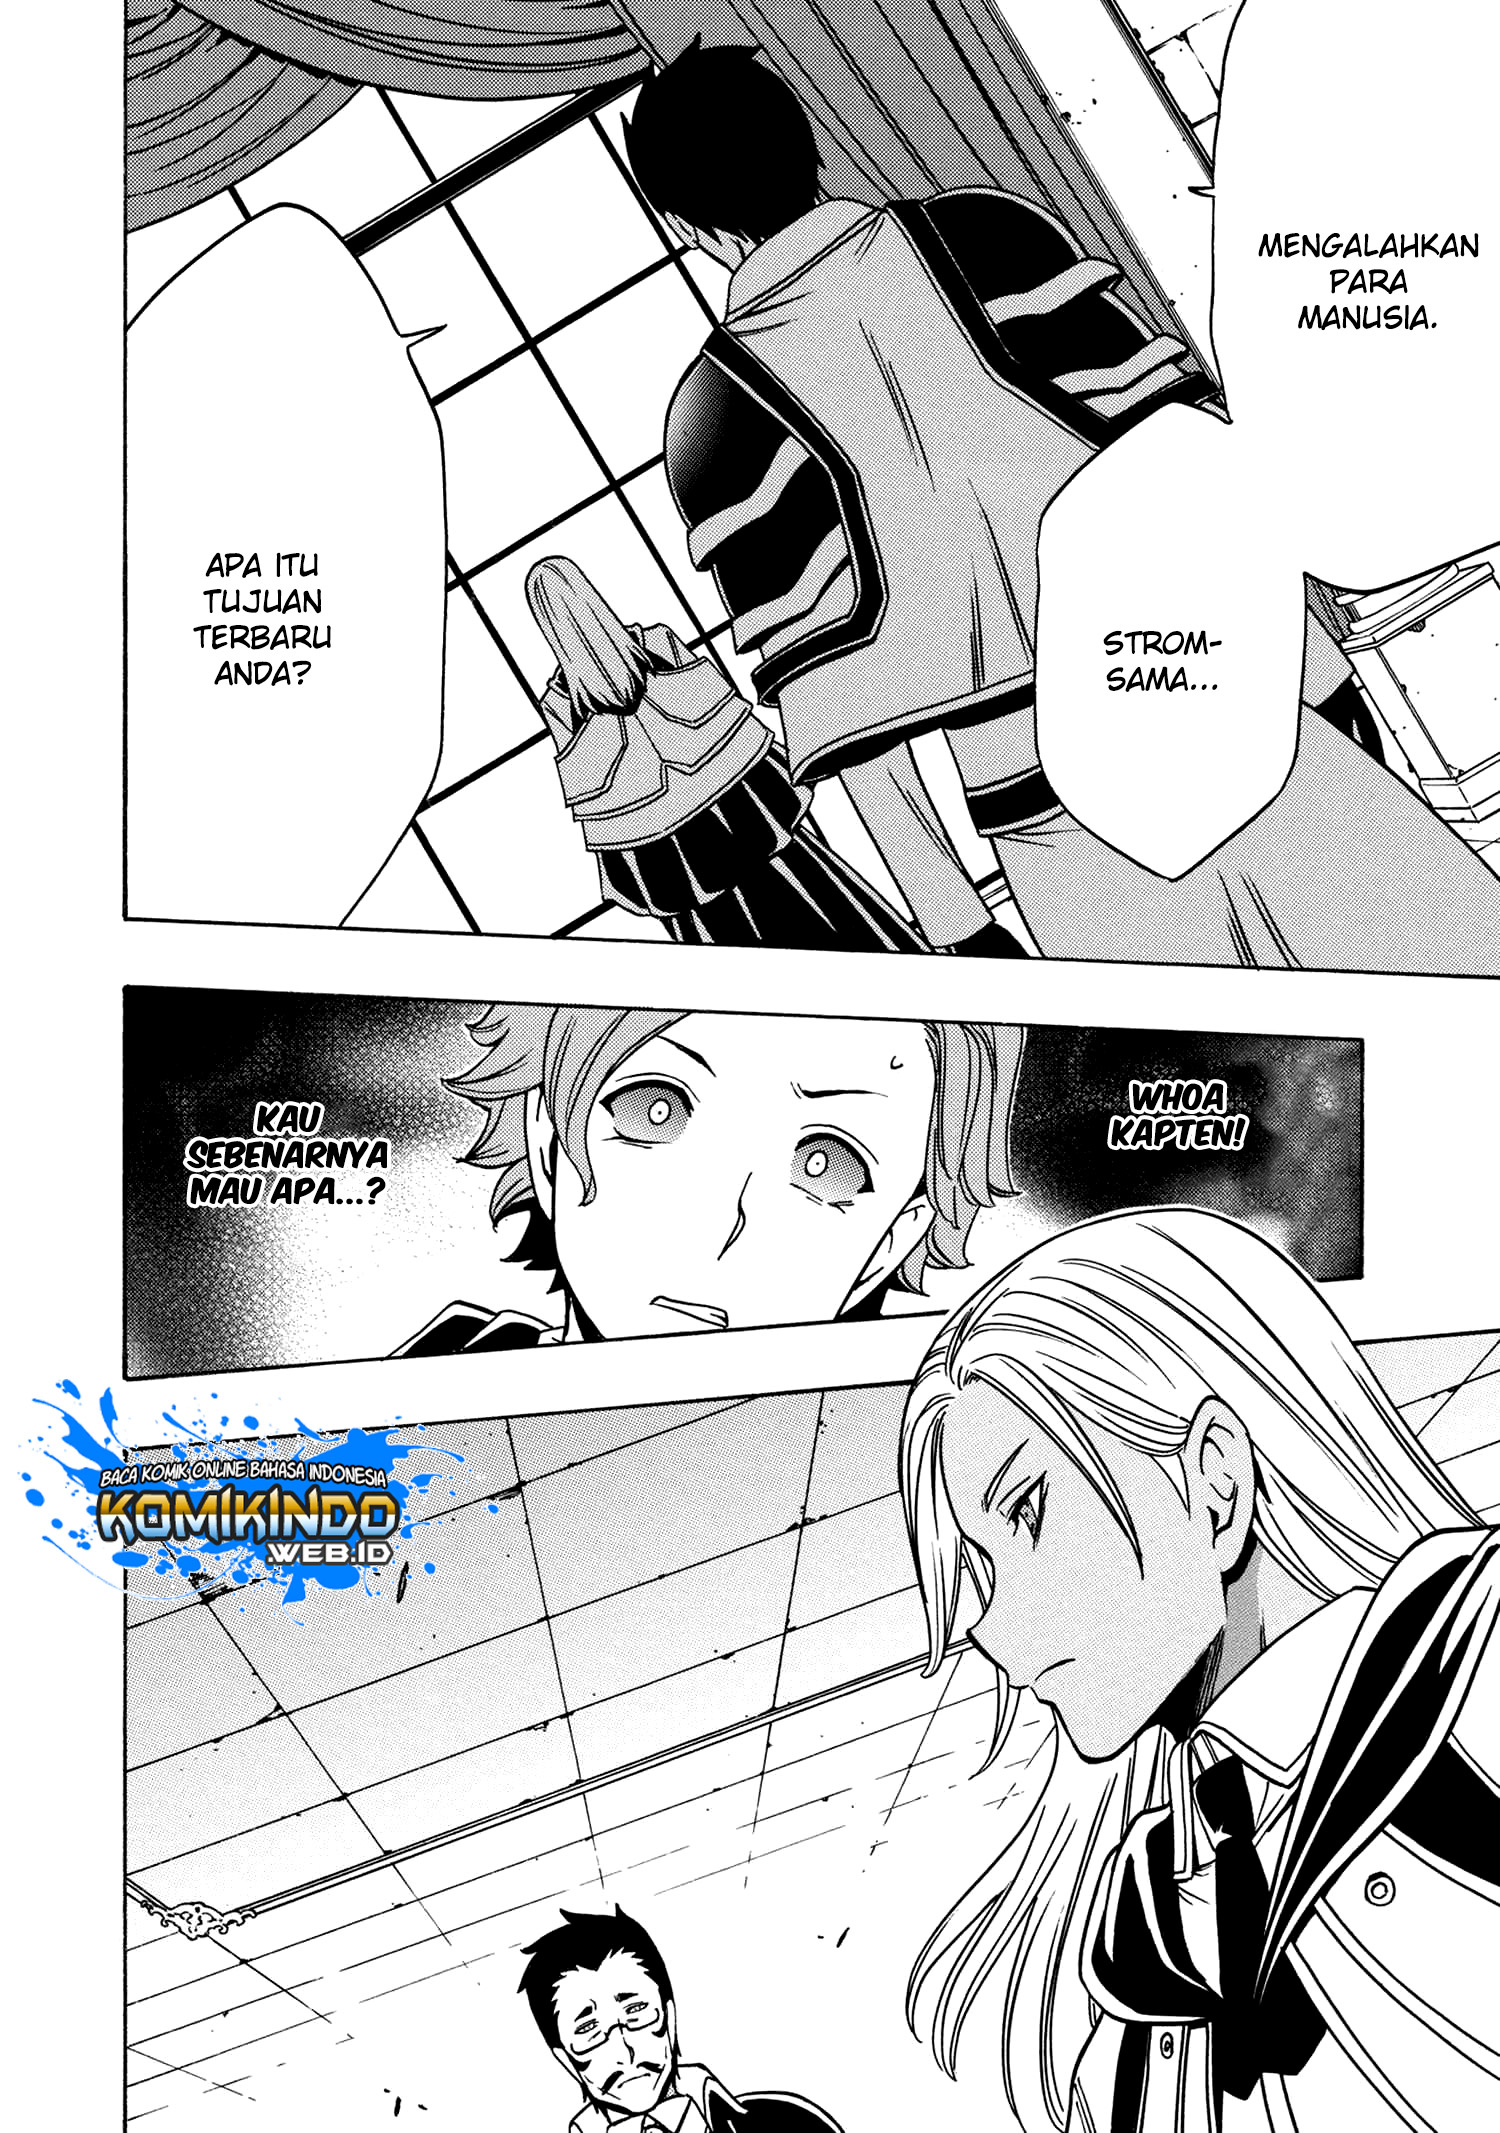 MENGALAHKAN
PARA
MANUSIA.
STROM-
SAMA...
APA ITU
TUJUAN
TERBARU
ANDA?
WHOA
KAPTEN!
KAU
SEBENARNYA
MAU APA...?
BACA KOMIK ONLINE BAHASA INDONESIA
KOMIKINDO
.WEB.ID